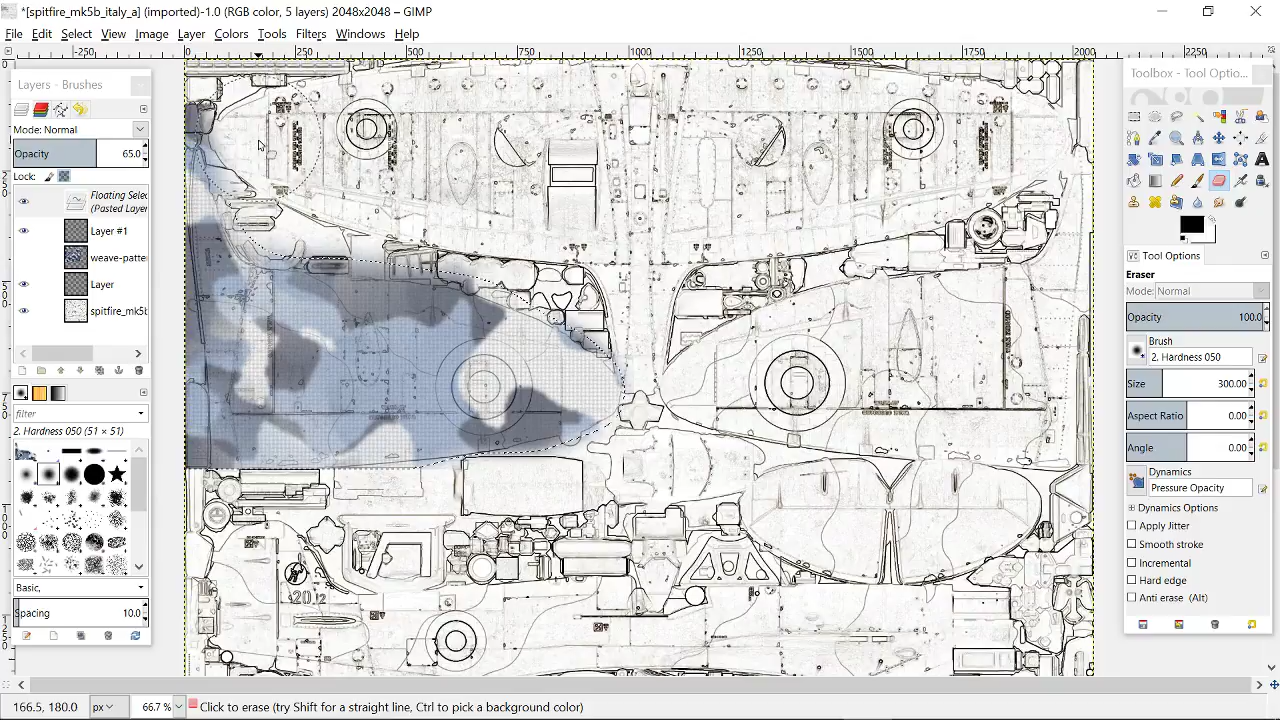 *[spitfire_mk5b_italy_a] (imported)-1.0 (RGB color, 5 layers) 2048x2048 – GIMP
File Edit Select View Image Layer Colors Tools Filters Windows Help
-250 0 250 500 750 1000 1250 1500 1750 2000 2250
Layers - Brushes
Mode: Normal
Opacity 65.0
Lock:
Floating Selec
(Pasted Layer
Layer #1
weave-patte
Layer
spitfire_mk5b
filter
2. Hardness 050 (51 × 51)
Basic,
Spacing 10.0
Toolbox - Tool Optio...
Tool Options
Eraser
Mode: Normal
Opacity 100.0
Brush
2. Hardness 050
Size 300.00
Aspect Ratio 0.00
Angle 0.00
Dynamics
Pressure Opacity
Dynamics Options
Apply Jitter
Smooth stroke
Incremental
Hard edge
Anti erase (Alt)
166.5, 180.0 px 66.7 % Click to erase (try Shift for a straight line, Ctrl to pick a background color)